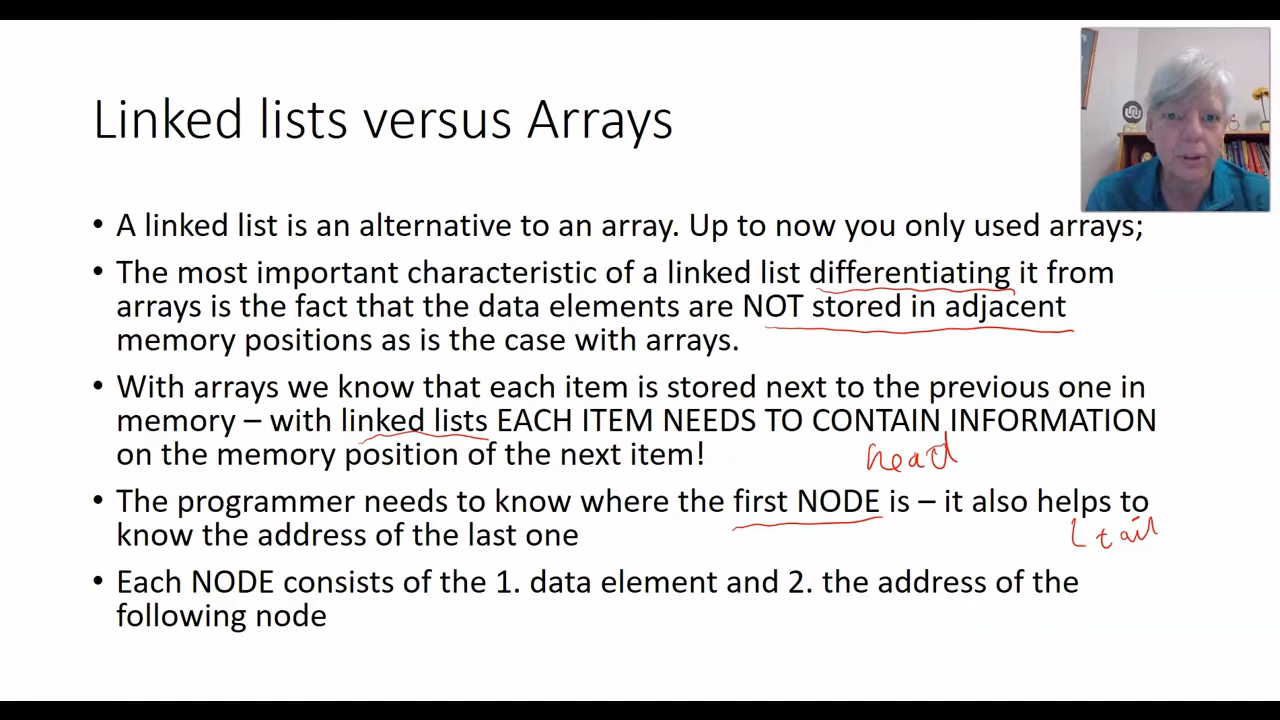 Linked lists versus Arrays
• A linked list is an alternative to an array. Up to now you only used arrays;
• The most important characteristic of a linked list differentiating it from
arrays is the fact that the data elements are NOT stored in adjacent
memory positions as is the case with arrays.
• With arrays we know that each item is stored next to the previous one in
memory – with linked lists EACH ITEM NEEDS TO CONTAIN INFORMATION
on the memory position of the next item!
head
• The programmer needs to know where the first NODE is – it also helps to
know the address of the last one
tail
• Each NODE consists of the 1. data element and 2. the address of the
following node